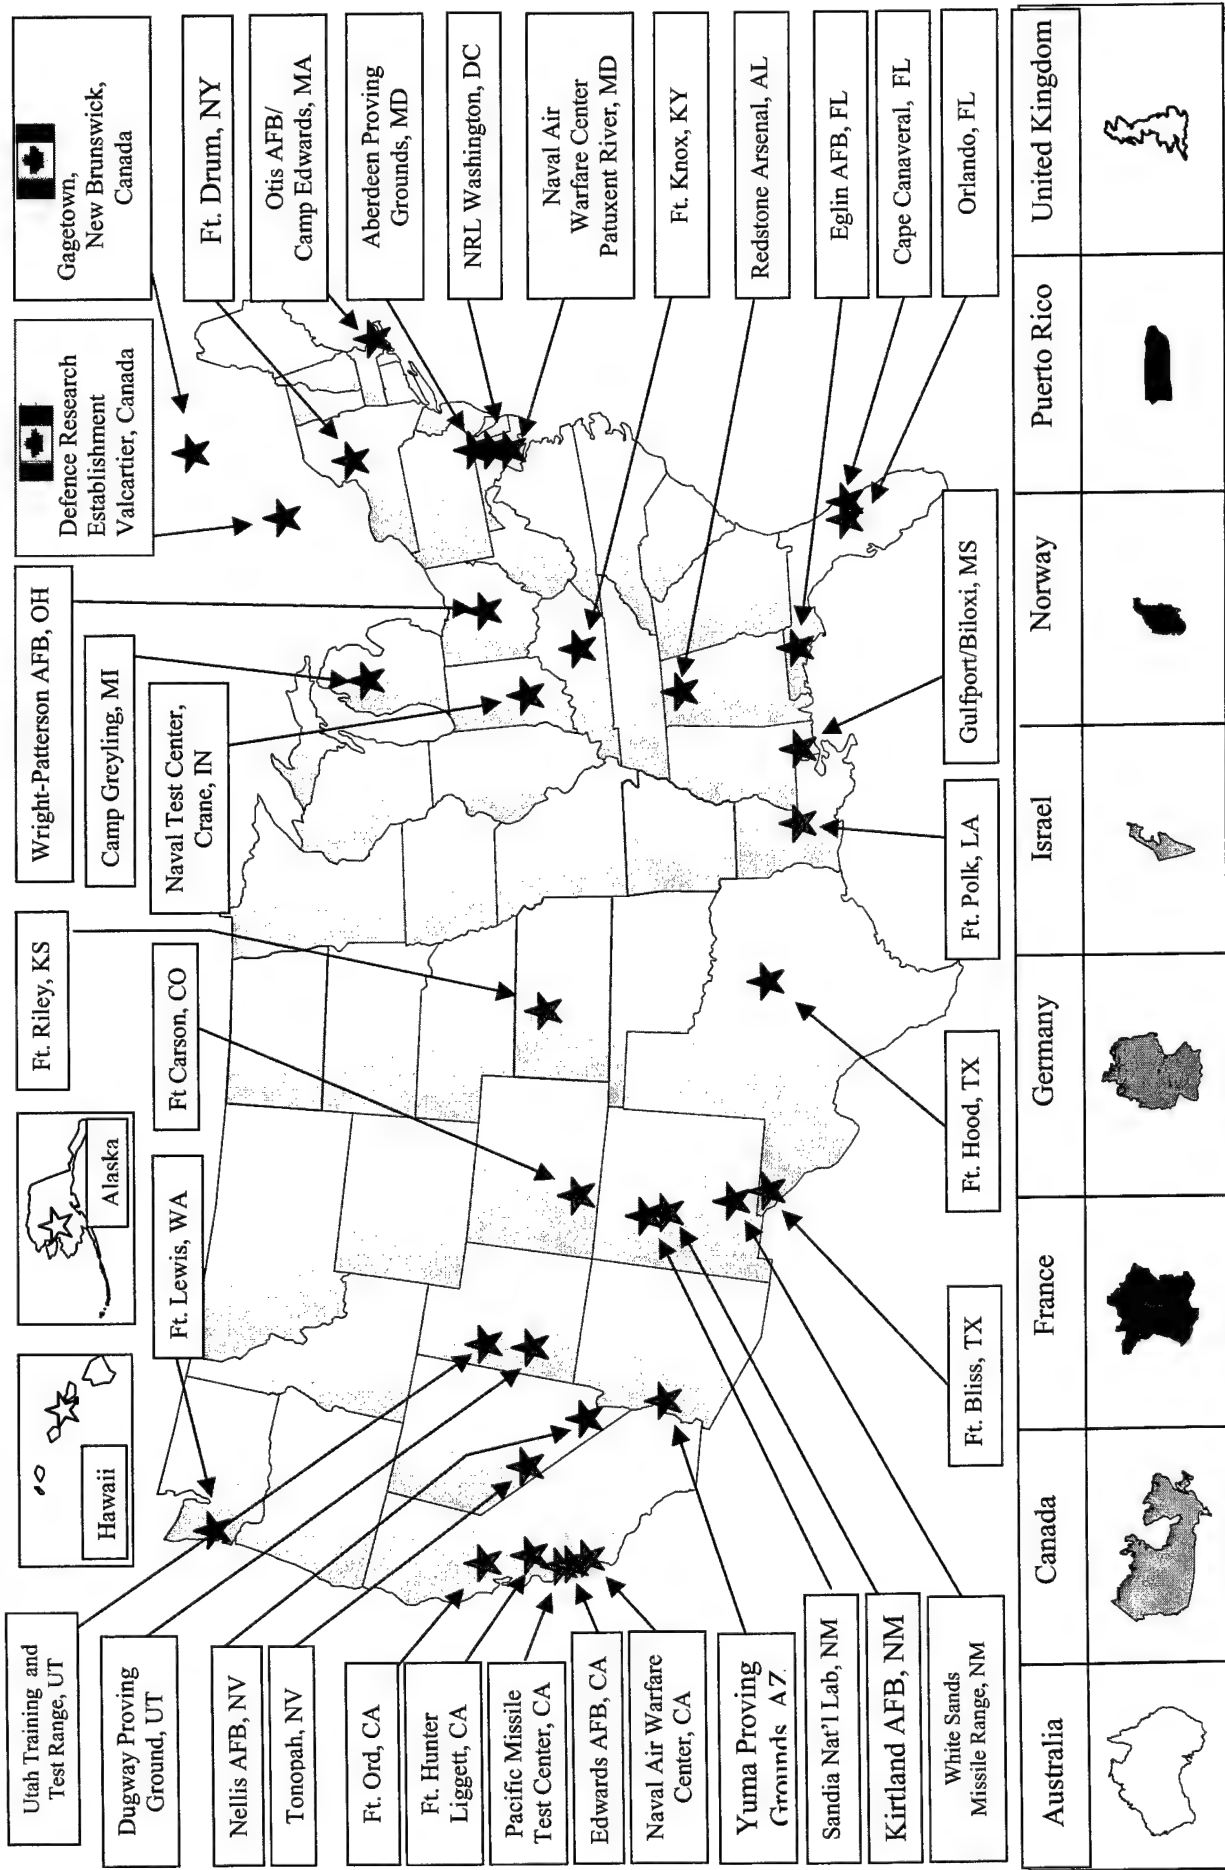 Utah Training and
Test Range, UT
Dugway Proving
Ground, UT
Nellis AFB, NV
Tonopah, NV
Ft. Ord, CA
Ft. Hunter
Liggett, CA
Pacific Missile
Test Center, CA
Edwards AFB, CA
Naval Air Warfare
Center, CA
Yuma Proving
Grounds, AZ
Sandia Nat'l Lab, NM
Kirtland AFB, NM
White Sands
Missile Range, NM
Hawaii
Alaska
Ft. Lewis, WA
Ft. Riley, KS
Ft Carson, CO
Wright-Patterson AFB, OH
Camp Greyling, MI
Naval Test Center,
Crane, IN
Defence Research
Establishment
Valcartier, Canada
Gagetown,
New Brunswick,
Canada
Ft. Drum, NY
Otis AFB/
Camp Edwards, MA
Aberdeen Proving
Grounds, MD
NRL Washington, DC
Naval Air
Warfare Center
Patuxent River, MD
Ft. Knox, KY
Redstone Arsenal, AL
Eglin AFB, FL
Cape Canaveral, FL
Orlando, FL
Gulfport/Biloxi, MS
Ft. Polk, LA
Ft. Hood, TX
Ft. Bliss, TX
Australia
Canada
France
Germany
Israel
Norway
Puerto Rico
United Kingdom